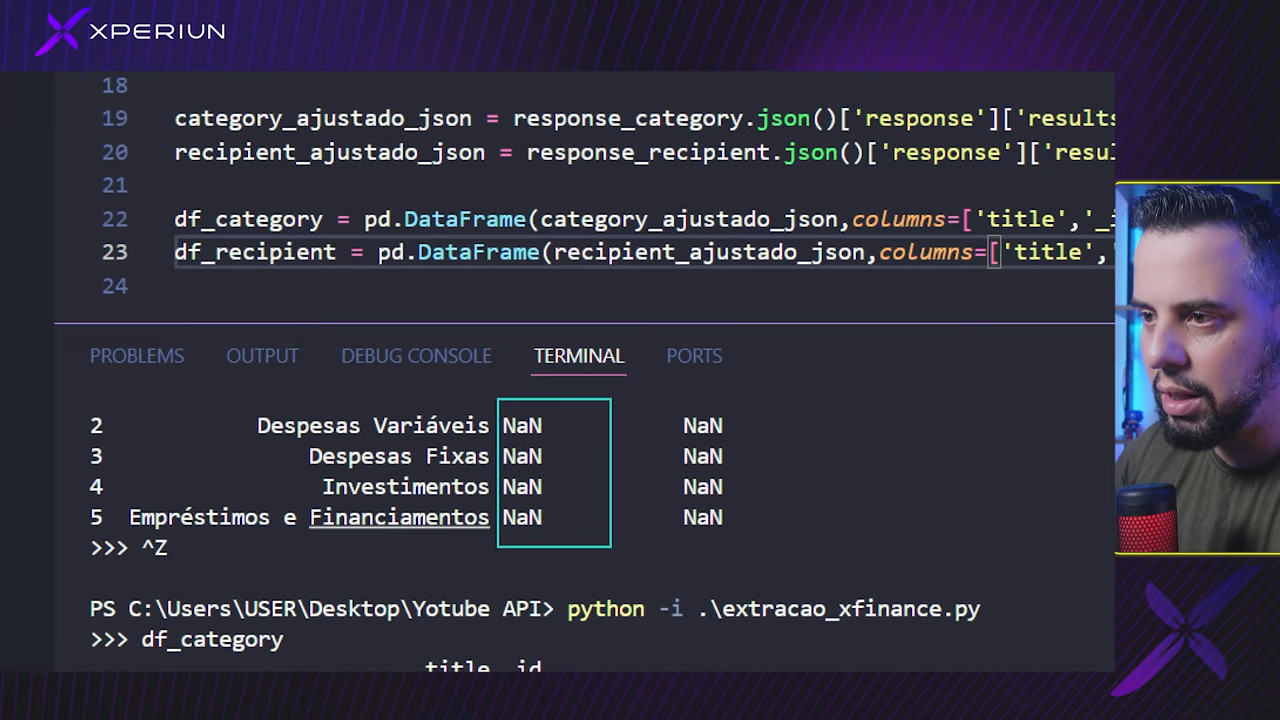 XPERIUN
18
19 category_ajustado_json = response_category.json()['response']['results
20 recipient_ajustado_json = response_recipient.json()['response']['resul
21
22 df_category = pd.DataFrame(category_ajustado_json,columns=['title','_i
23 df_recipient = pd.DataFrame(recipient_ajustado_json,columns=['title','
24
PROBLEMS OUTPUT DEBUG CONSOLE TERMINAL PORTS
2 Despesas Variáveis NaN NaN
3 Despesas Fixas NaN NaN
4 Investimentos NaN NaN
5 Empréstimos e Financiamentos NaN NaN
>>> ^Z
PS C:\Users\USER\Desktop\Yotube API> python -i .\extracao_xfinance.py
>>> df_category
title id